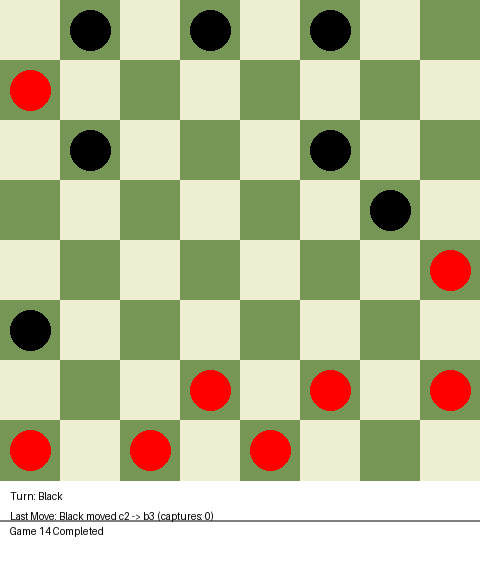 Turn: Black
Last Move: Black moved c2 -> b3 (captures: 0)
Game 14 Completed